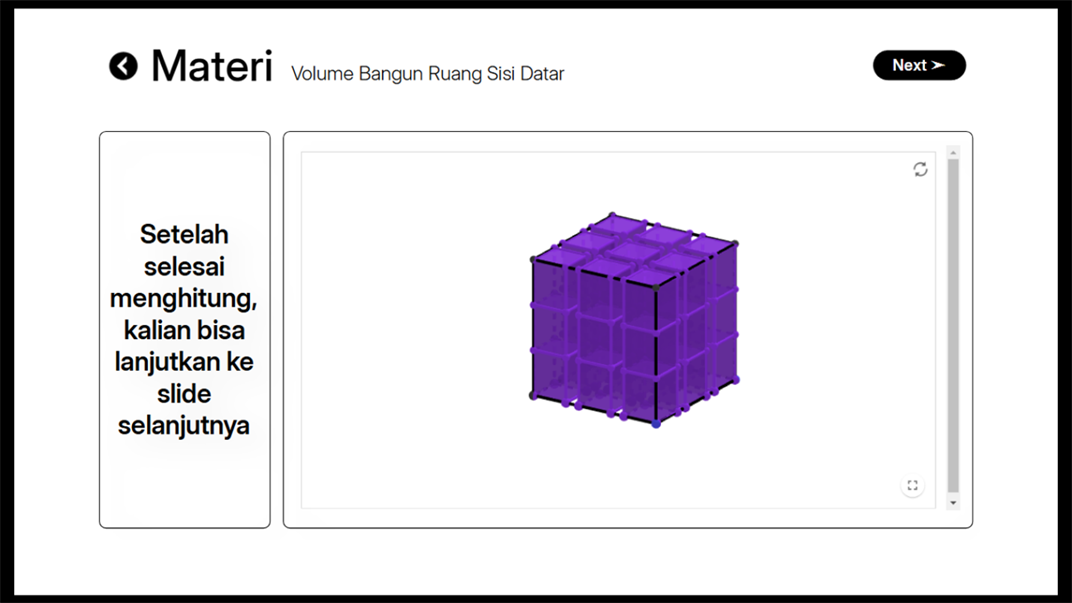 Materi
Volume Bangun Ruang Sisi Datar
Next
Setelah
selesai
menghitung,
kalian bisa
lanjutkan ke
slide
selanjutnya